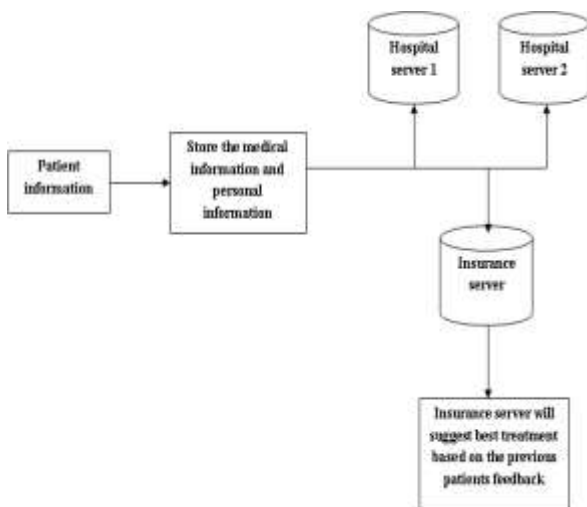 Hospital
server 1
Hospital
server 2
Patient
information
Store the medical
information and
personal
information
Insurance
server
Insurance server will
suggest best treatment
based on the previous
patients feedback